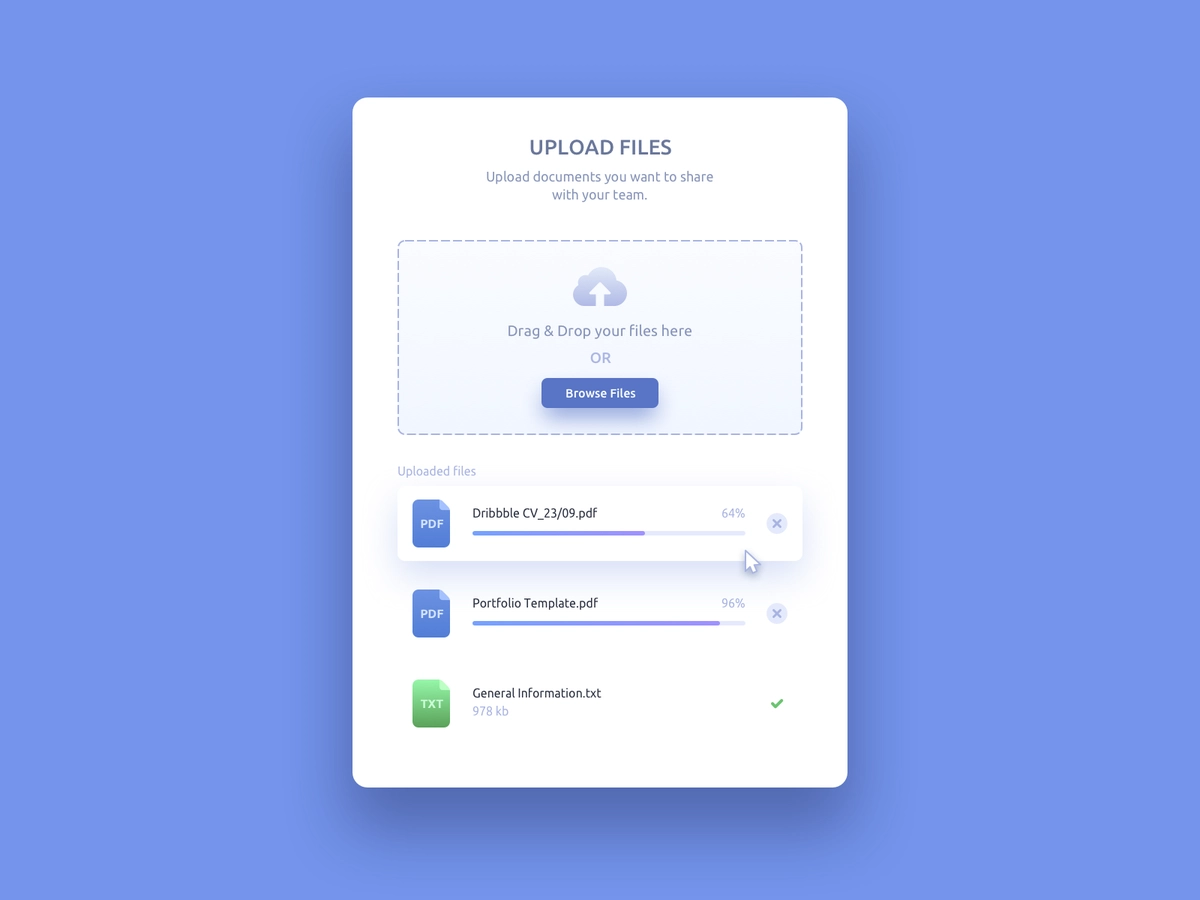 UPLOAD FILES
Upload documents you want to share
with your team.
Drag & Drop your files here
OR
Browse Files
Uploaded files
PDF
Dribbble CV_23/09.pdf
64%
PDF
Portfolio Template.pdf
96%
TXT
General Information.txt
978 kb